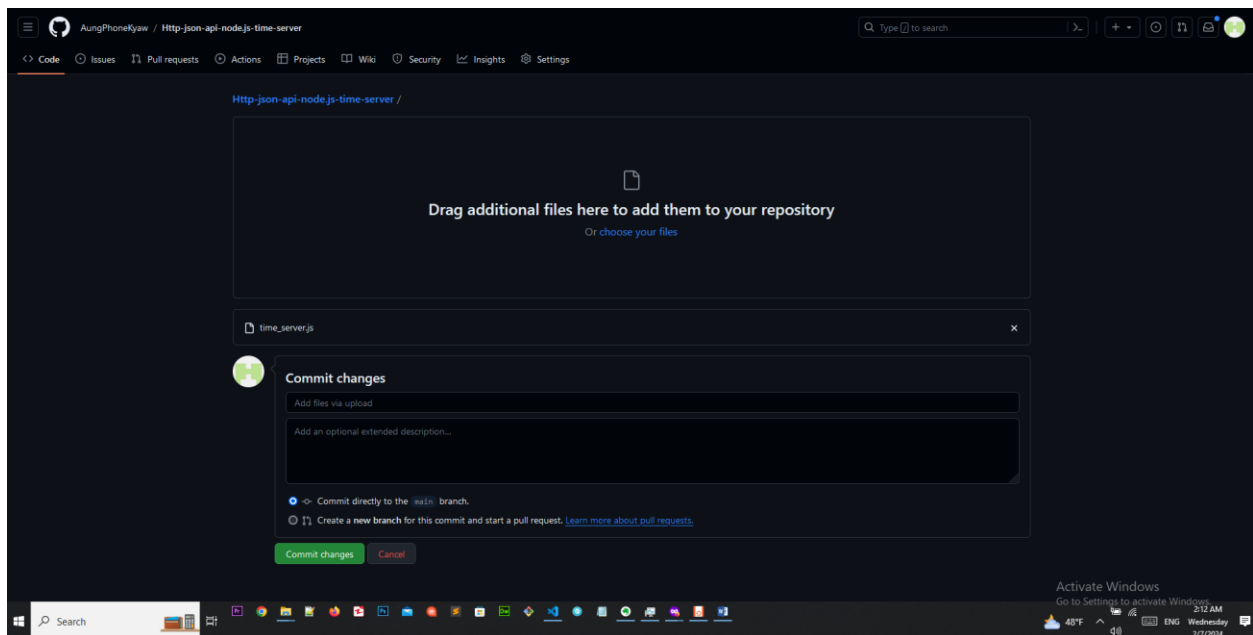 AungPhoneKyaw / Http-json-api-node.js-time-server
Type / to search
Code Issues Pull requests Actions Projects Wiki Security Insights Settings
Http-json-api-node.js-time-server /
Drag additional files here to add them to your repository
Or choose your files
time_server.js
Commit changes
Add files via upload
Add an optional extended description...
Commit directly to the main branch.
Create a new branch for this commit and start a pull request. Learn more about pull requests.
Commit changes Cancel
Activate Windows
Go to Settings to activate Windows.
Search
48°F ENG 2:12 AM
Wednesday
2/7/2024